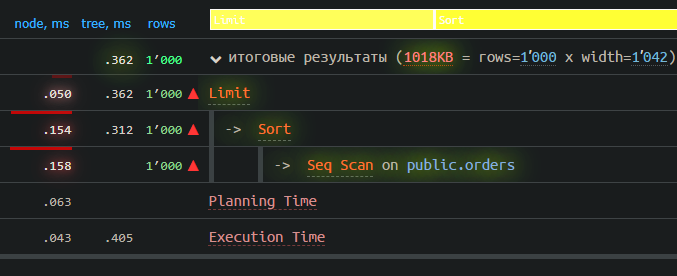 node, ms tree, ms rows Limit Sort
.362 1’000 итоговые результаты (1018KB = rows=1’000 x width=1’042)
.050 .362 1’000 Limit
.154 .312 1’000 -> Sort
.158 1’000 -> Seq Scan on public.orders
.063 Planning Time
.043 .405 Execution Time